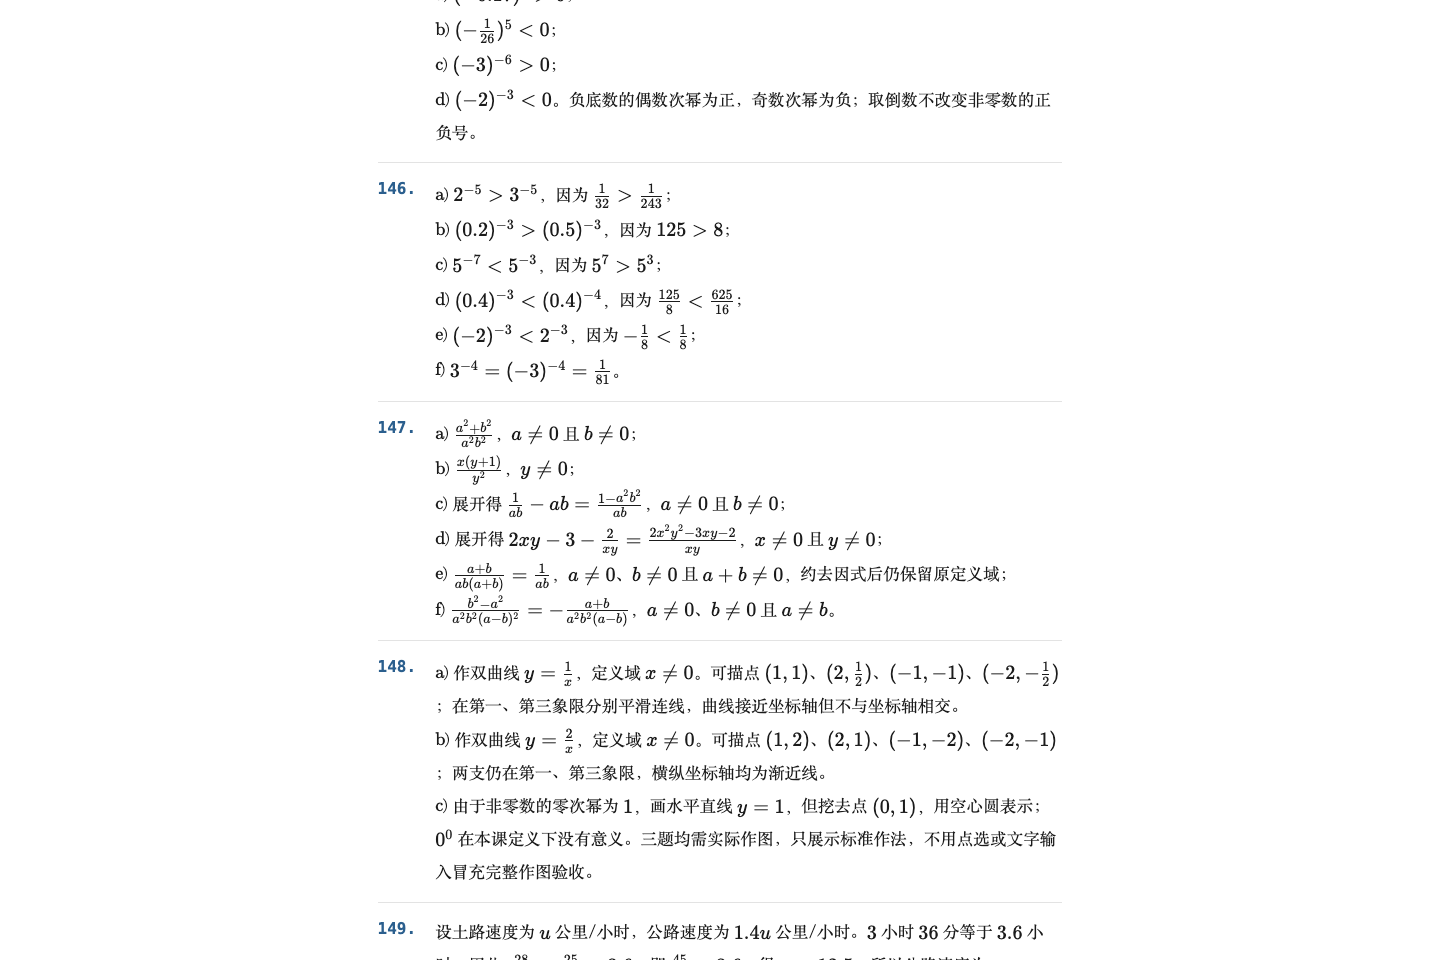 b) (−1/26)^5 < 0；
c) (−3)^−6 > 0；
d) (−2)^−3 < 0。负底数的偶数次幂为正，奇数次幂为负；取倒数不改变非零数的正
负号。
146. a) 2^−5 > 3^−5，因为 1/32 > 1/243；
b) (0.2)^−3 > (0.5)^−3，因为 125 > 8；
c) 5^−7 < 5^−3，因为 5^7 > 5^3；
d) (0.4)^−3 < (0.4)^−4，因为 125/8 < 625/16；
e) (−2)^−3 < 2^−3，因为 −1/8 < 1/8；
f) 3^−4 = (−3)^−4 = 1/81。
147. a) (a²+b²)/(a²b²)，a ≠ 0 且 b ≠ 0；
b) x(y+1)/y²，y ≠ 0；
c) 展开得 1/(ab) − ab = (1−a²b²)/(ab)，a ≠ 0 且 b ≠ 0；
d) 展开得 2xy − 3 − 2/(xy) = (2x²y²−3xy−2)/(xy)，x ≠ 0 且 y ≠ 0；
e) (a+b)/(ab(a+b)) = 1/(ab)，a ≠ 0、b ≠ 0 且 a + b ≠ 0，约去因式后仍保留原定义域；
f) (b²−a²)/(a²b²(a−b)²) = −(a+b)/(a²b²(a−b))，a ≠ 0、b ≠ 0 且 a ≠ b。
148. a) 作双曲线 y = 1/x，定义域 x ≠ 0。可描点 (1, 1)、(2, 1/2)、(−1, −1)、(−2, −1/2)
；在第一、第三象限分别平滑连线，曲线接近坐标轴但不与坐标轴相交。
b) 作双曲线 y = 2/x，定义域 x ≠ 0。可描点 (1, 2)、(2, 1)、(−1, −2)、(−2, −1)
；两支仍在第一、第三象限，横纵坐标轴均为渐近线。
c) 由于非零数的零次幂为 1，画水平直线 y = 1，但挖去点 (0, 1)，用空心圆表示；
0^0 在本课定义下没有意义。三题均需实际作图，只展示标准作法，不用点选或文字输
入冒充完整作图验收。
149. 设土路速度为 u 公里/小时，公路速度为 1.4u 公里/小时。3 小时 36 分等于 3.6 小